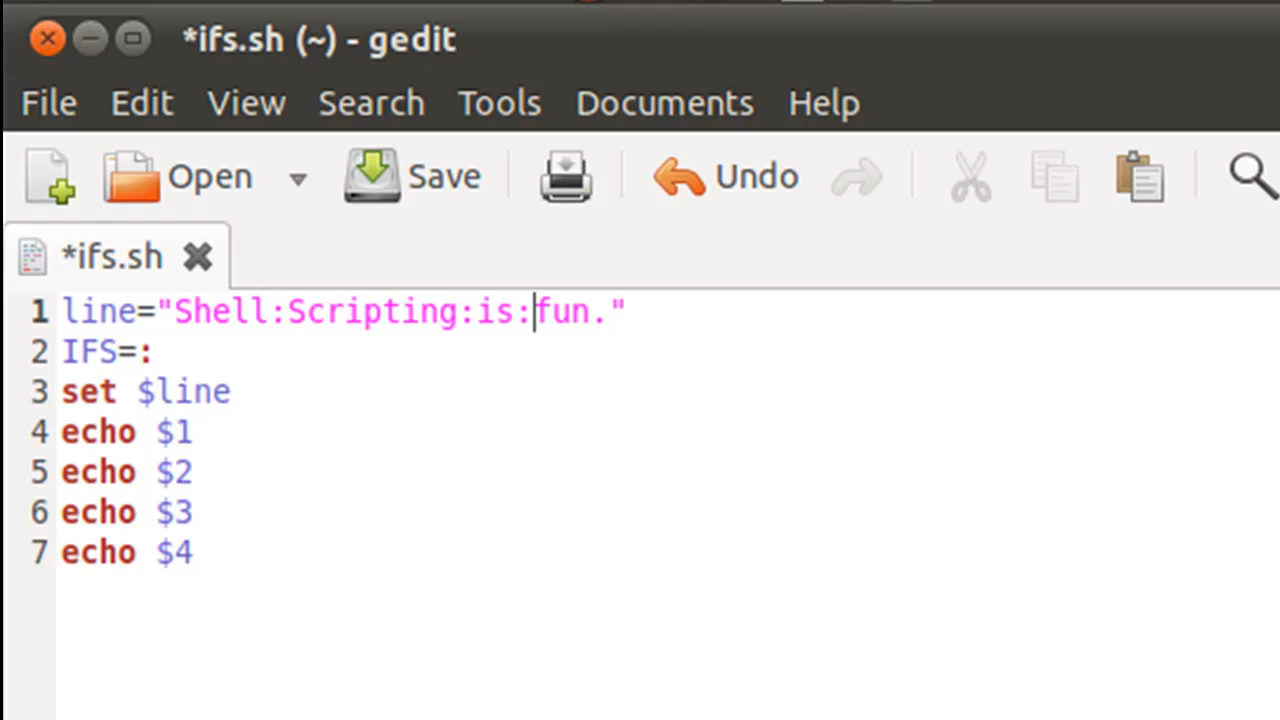 *ifs.sh (~) - gedit
File Edit View Search Tools Documents Help
Open Save Undo
*ifs.sh
1 line="Shell:Scripting:is:fun."
2 IFS=:
3 set $line
4 echo $1
5 echo $2
6 echo $3
7 echo $4